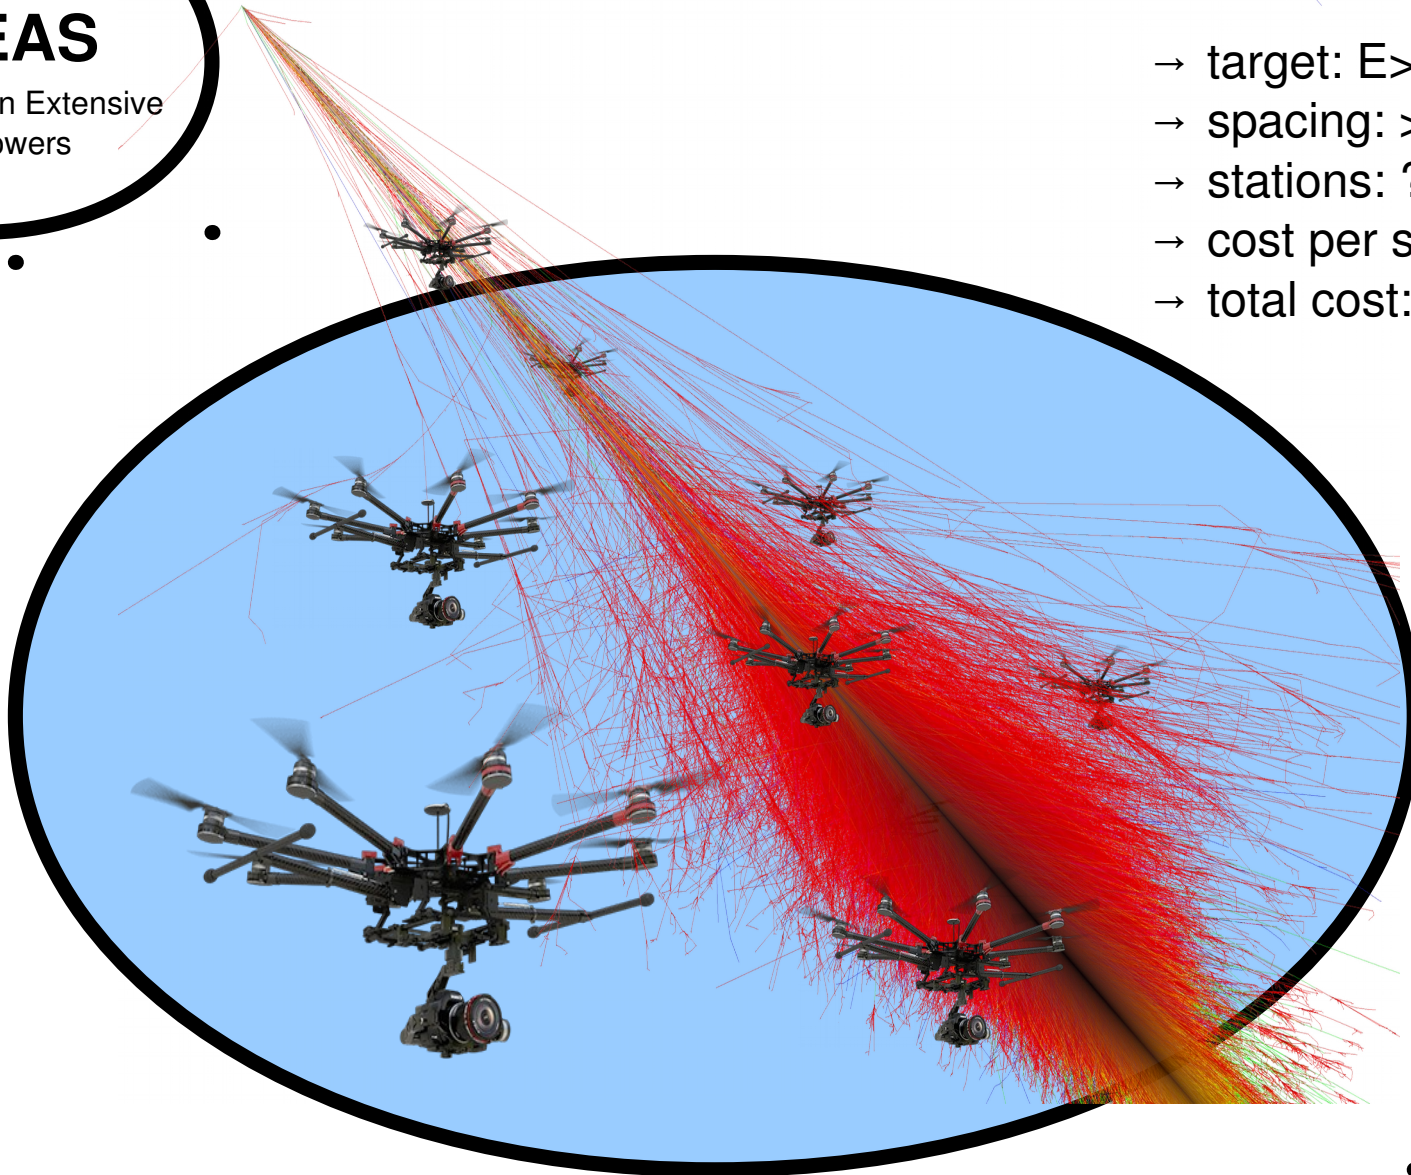 EAS
n Extensive
owers
→ target: E>
→ spacing: >
→ stations: ?
→ cost per s
→ total cost: